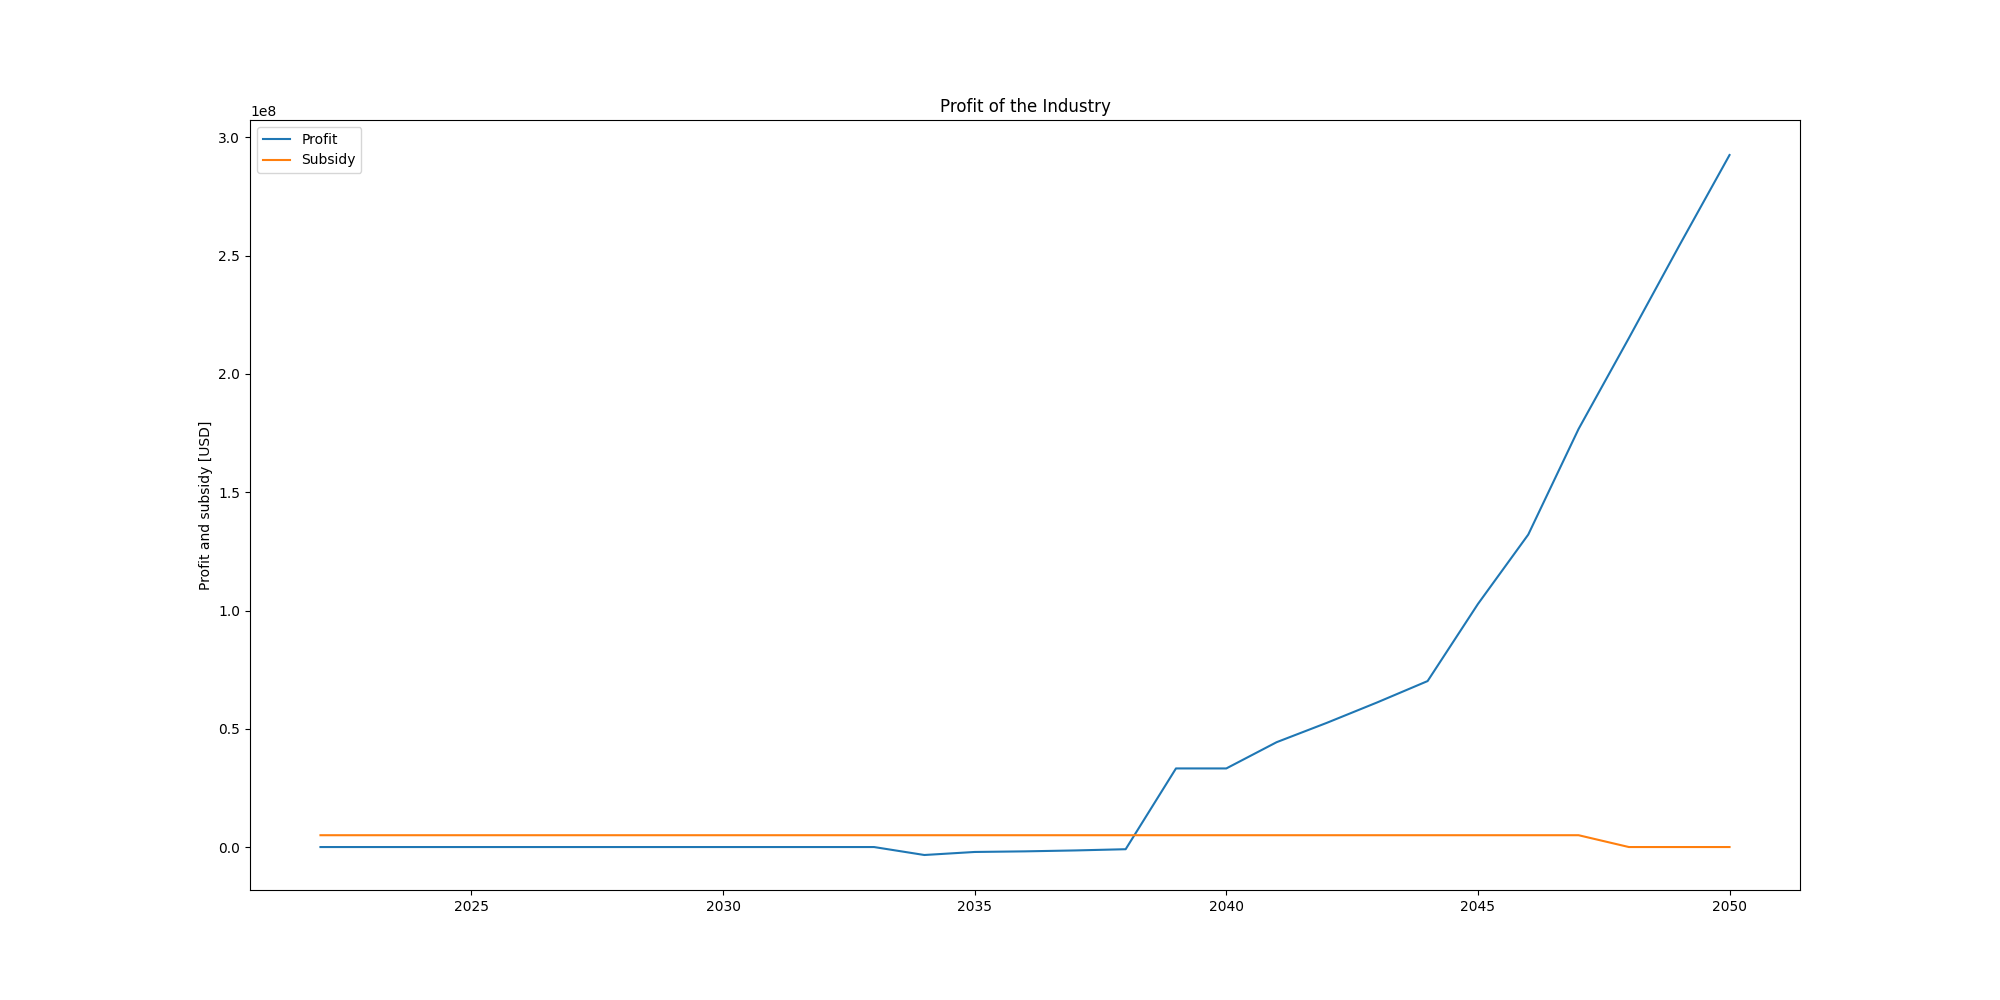 Profit of the Industry
1e8
Profit
Subsidy
3.0
2.5
2.0
1.5
1.0
0.5
0.0
Profit and subsidy [USD]
2025 2030 2035 2040 2045 2050